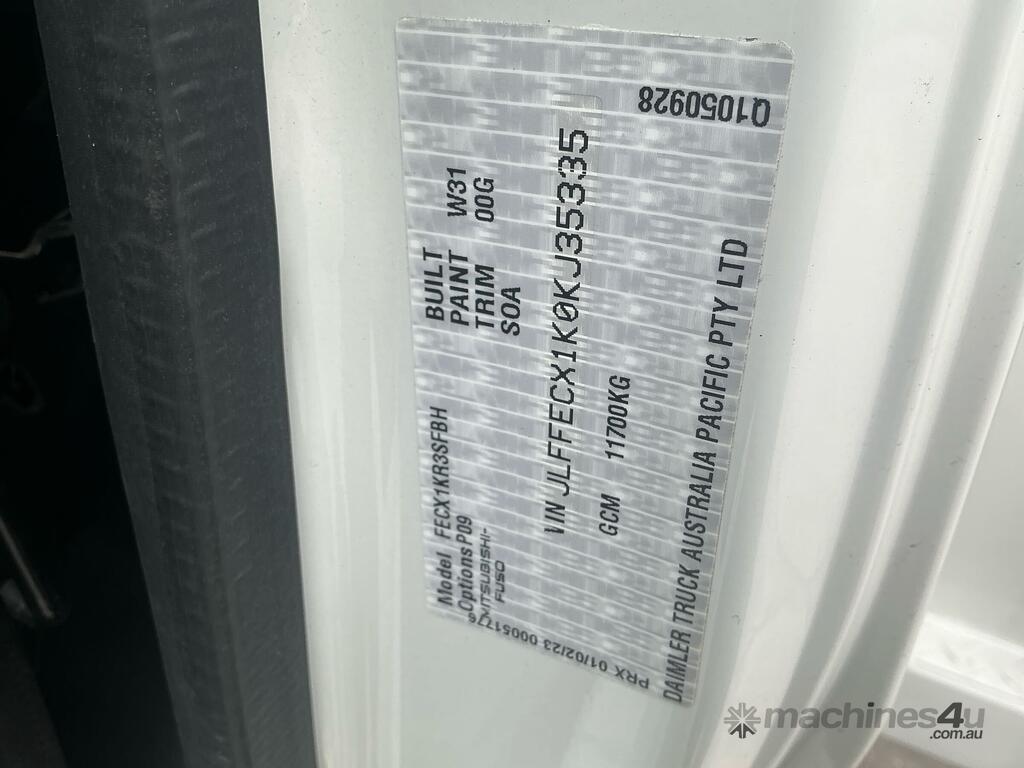 Model FECX1KR3SFBH BUILT
Options P09 PAINT W31
MITSUBISHI- TRIM 00G
FUSO SOA
VIN JLFFECX1K0KJ35335
GCM 11700KG
DAIMLER TRUCK AUSTRALIA PACIFIC PTY LTD
Q1050928
PRX 01/02/23 00051776
machines4u
.com.au